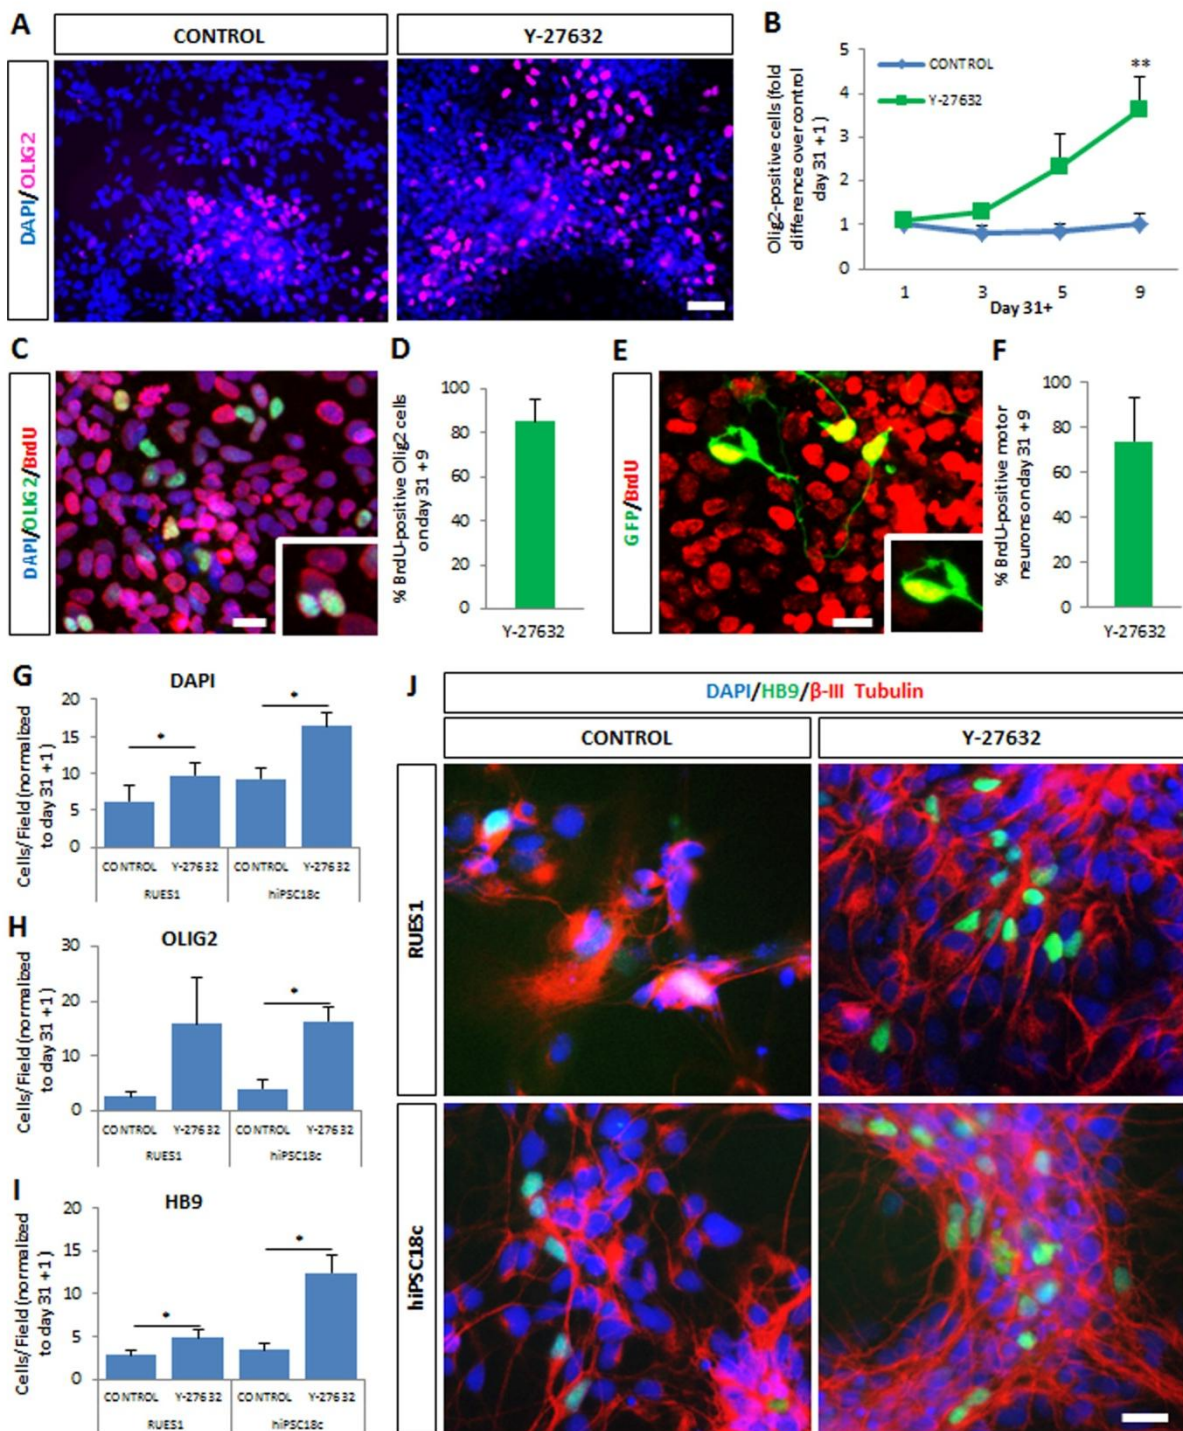 A
CONTROL
Y-27632
DAPI/OLIG2
B
Olig2-positive cells (fold
difference over control
day 31 +1)
5
4
3
2
1
0
CONTROL
Y-27632
**
1 3 5 9
Day 31+
C
DAPI/OLIG2/BrdU
D
% BrdU-positive Olig2 cells
on day 31 +9
100
80
60
40
20
0
Y-27632
E
GFP/BrdU
F
% BrdU-positive motor
neurons on day 31 +9
100
80
60
40
20
0
Y-27632
G
DAPI
Cells/Field (normalized
to day 31 +1)
20
15
10
5
0
*
*
CONTROL Y-27632 CONTROL Y-27632
RUES1 hiPSC18c
H
OLIG2
Cells/Field (normalized
to day 31 +1)
30
20
10
0
*
CONTROL Y-27632 CONTROL Y-27632
RUES1 hiPSC18c
I
HB9
Cells/Field (normalized
to day 31 +1)
20
15
10
5
0
*
*
CONTROL Y-27632 CONTROL Y-27632
RUES1 hiPSC18c
J
DAPI/HB9/β-III Tubulin
CONTROL
Y-27632
RUES1
hiPSC18c